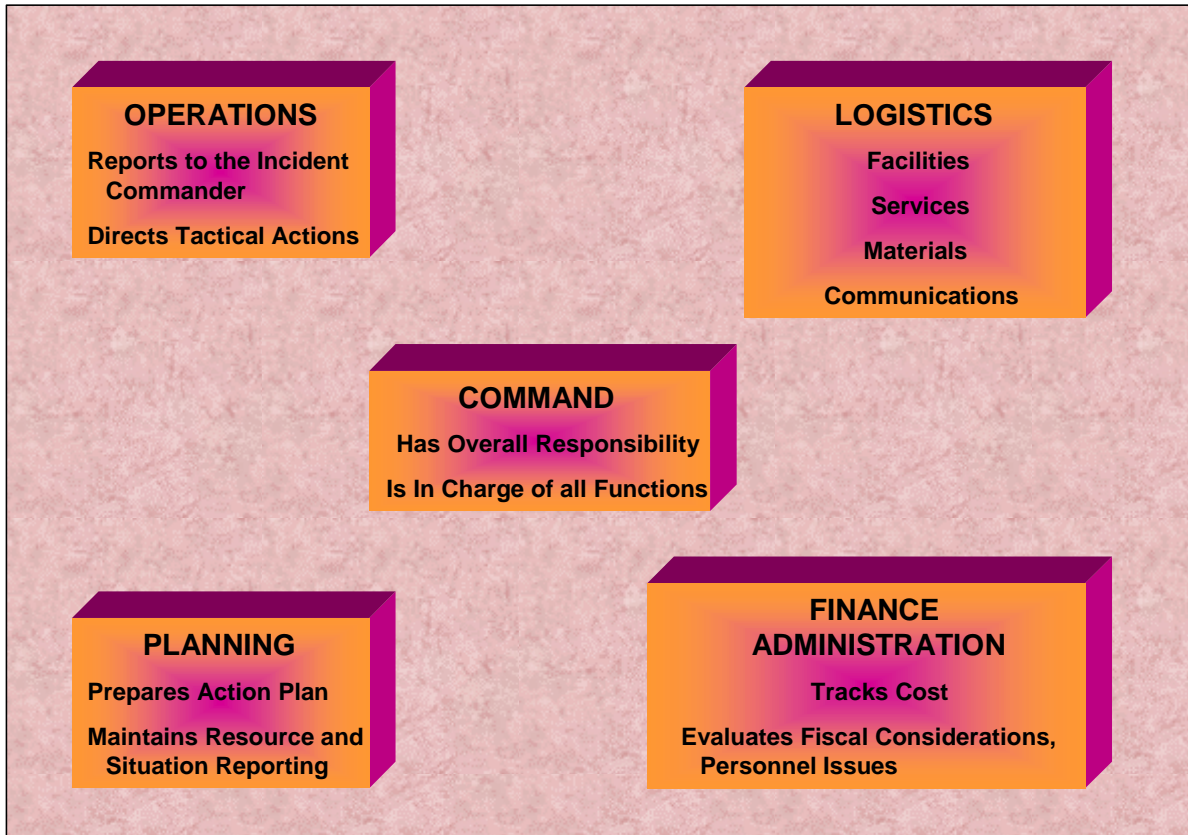 OPERATIONS
Reports to the Incident
Commander
Directs Tactical Actions
LOGISTICS
Facilities
Services
Materials
Communications
COMMAND
Has Overall Responsibility
Is In Charge of all Functions
PLANNING
Prepares Action Plan
Maintains Resource and
Situation Reporting
FINANCE
ADMINISTRATION
Tracks Cost
Evaluates Fiscal Considerations,
Personnel Issues